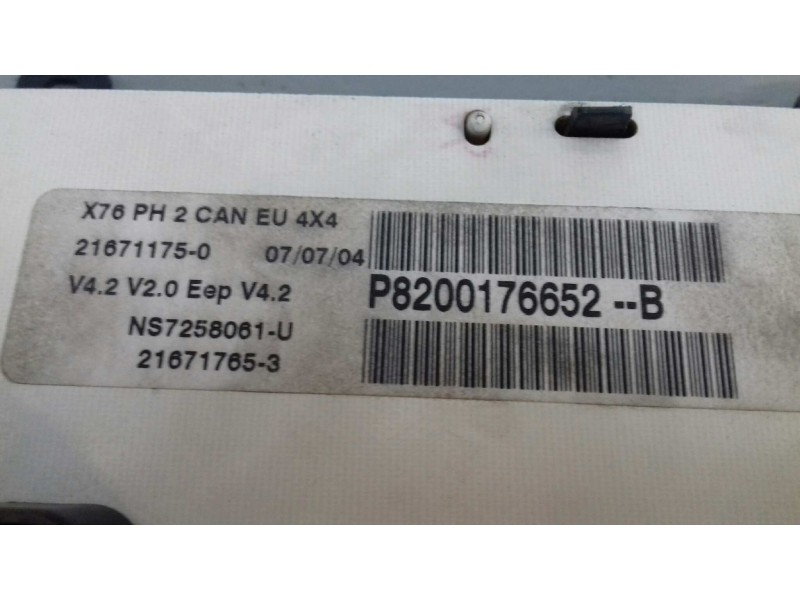 X76 PH 2 CAN EU 4X4
21671175-0 07/07/04
V4.2 V2.0 Eep V4.2
P8200176652 --B
NS7258061-U
21671765-3